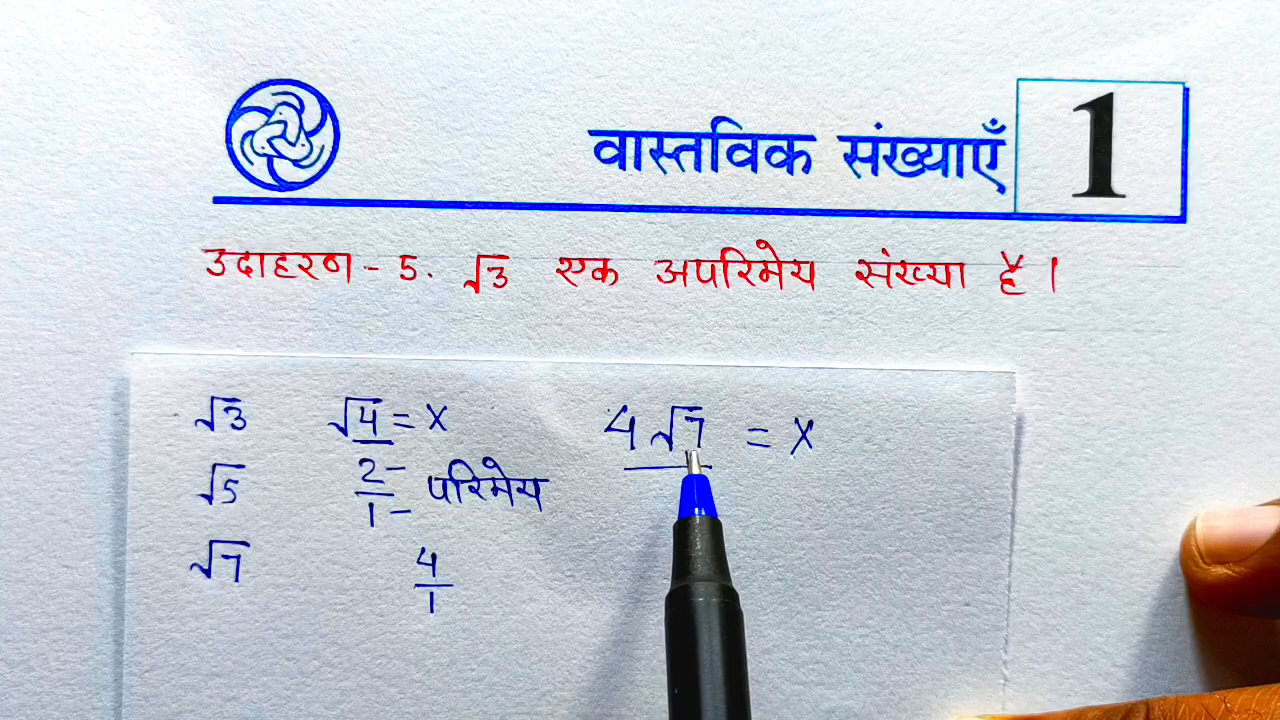 वास्तविक संख्याएँ 1
उदाहरण - 5. √3 एक अपरिमेय संख्या है।
√3 √4 = x 4√7 = x
√5 2/1 - परिमेय
√7 4/1